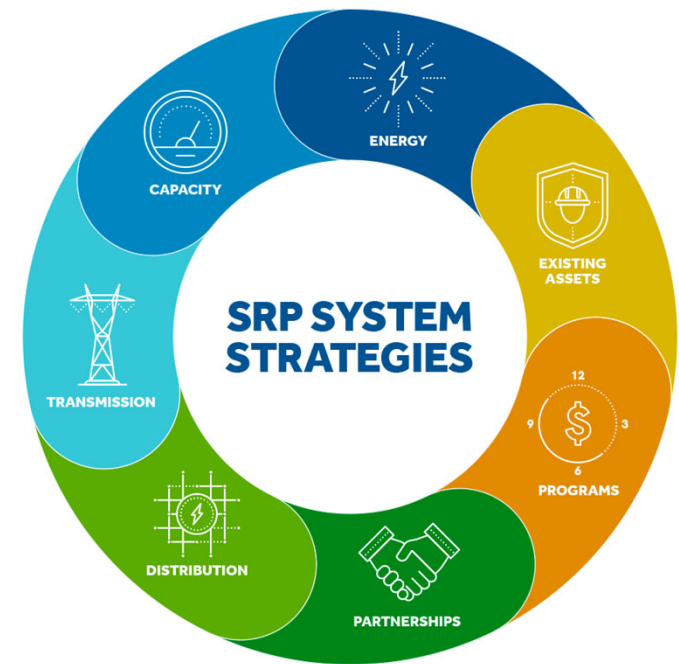 SRP SYSTEM
STRATEGIES
ENERGY
EXISTING
ASSETS
12
9
3
6
$
PROGRAMS
PARTNERSHIPS
DISTRIBUTION
TRANSMISSION
CAPACITY